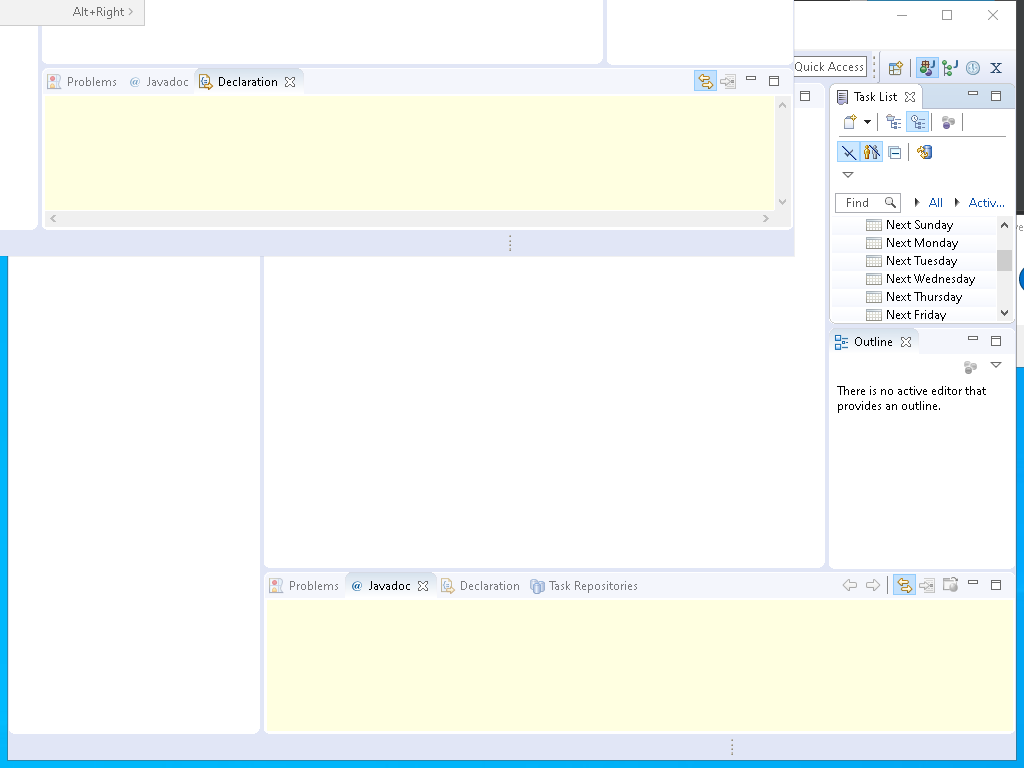 Alt+Right
Problems
Javadoc
Declaration
Quick Access
Task List
Find
All
Activ...
Next Sunday
Next Monday
Next Tuesday
Next Wednesday
Next Thursday
Next Friday
Outline
There is no active editor that
provides an outline.
Problems
@ Javadoc
Declaration
Task Repositories